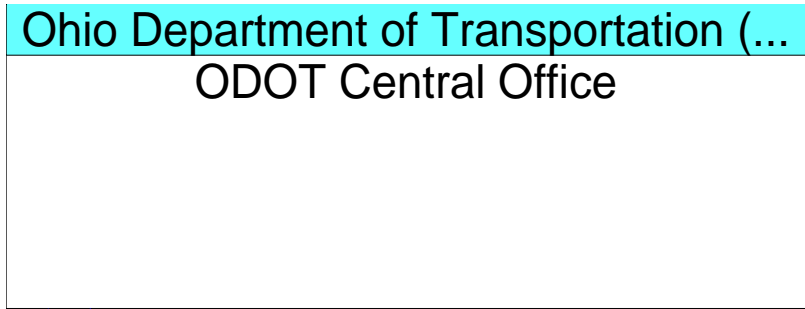 Ohio Department of Transportation (...
ODOT Central Office